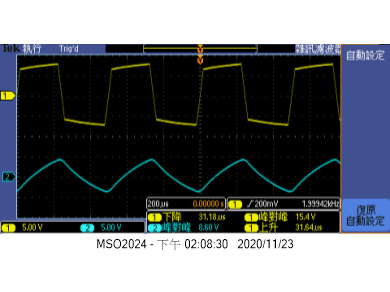 Tek 執行 Trig'd 雜訊濾波器
自動設定
1
2
200μs 0.00000 s 1 200mV 1.99942kHz
1 下降 31.18μs 1 峰對峰 15.4 V
1 5.00 V 2 5.00 V 2 峰對峰 8.60 V 1 上升 31.64μs
復原
自動設定
MSO2024 - 下午 02:08:30 2020/11/23